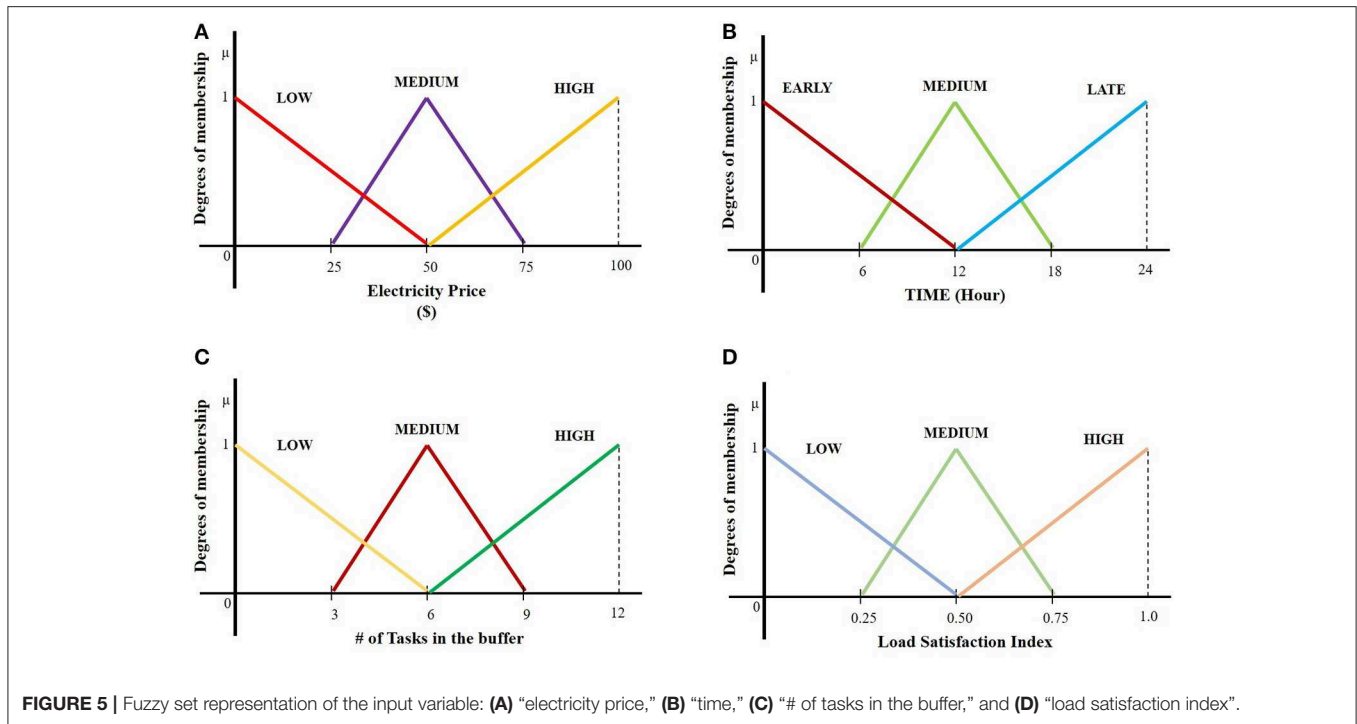 A
μ
1
Degrees of membership
LOW
MEDIUM
HIGH
0
25
50
75
100
Electricity Price
($)
B
μ
1
Degrees of membership
EARLY
MEDIUM
LATE
0
6
12
18
24
TIME (Hour)
C
μ
1
Degrees of membership
LOW
MEDIUM
HIGH
0
3
6
9
12
# of Tasks in the buffer
D
μ
1
Degrees of membership
LOW
MEDIUM
HIGH
0
0.25
0.50
0.75
1.0
Load Satisfaction Index
FIGURE 5 | Fuzzy set representation of the input variable: (A) “electricity price,” (B) “time,” (C) “# of tasks in the buffer,” and (D) “load satisfaction index”.